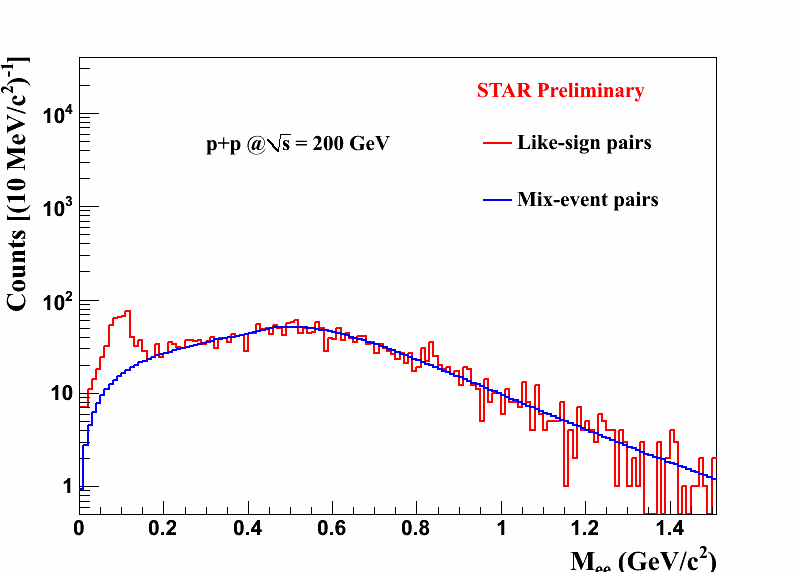 STAR Preliminary
p+p @√s = 200 GeV
Like-sign pairs
Mix-event pairs
Counts [(10 MeV/c²)⁻¹]
10⁴
10³
10²
10
1
0 0.2 0.4 0.6 0.8 1 1.2 1.4
Mee (GeV/c²)